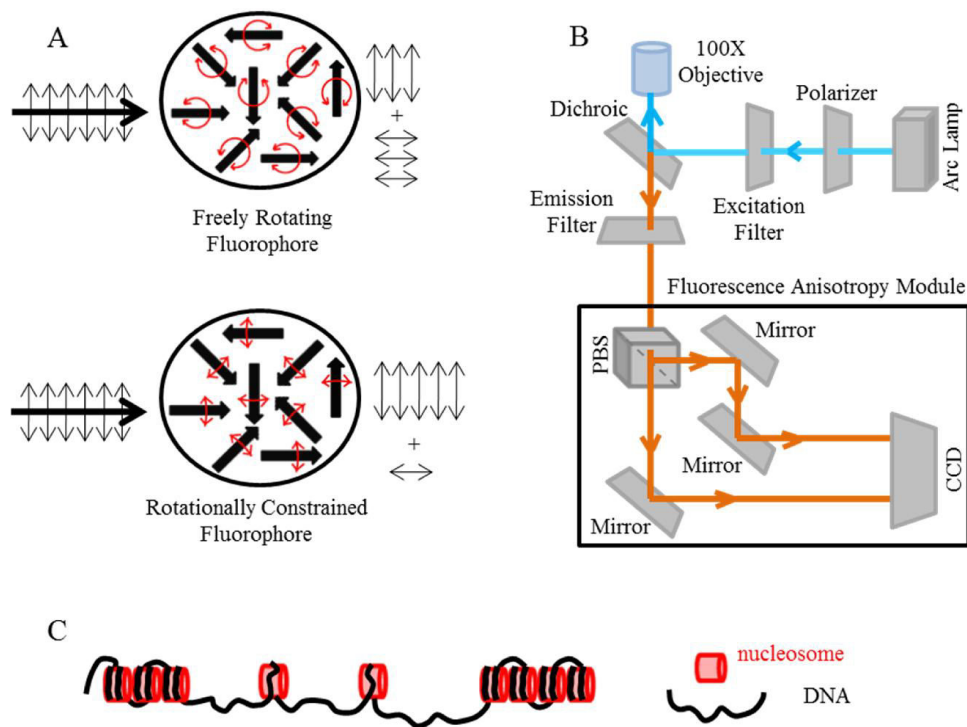 A
+
Freely Rotating
Fluorophore
+
Rotationally Constrained
Fluorophore
B
100X
Objective
Polarizer
Dichroic
Arc Lamp
Emission
Filter
Excitation
Filter
Fluorescence Anisotropy Module
PBS
Mirror
Mirror
Mirror
CCD
C
nucleosome
DNA